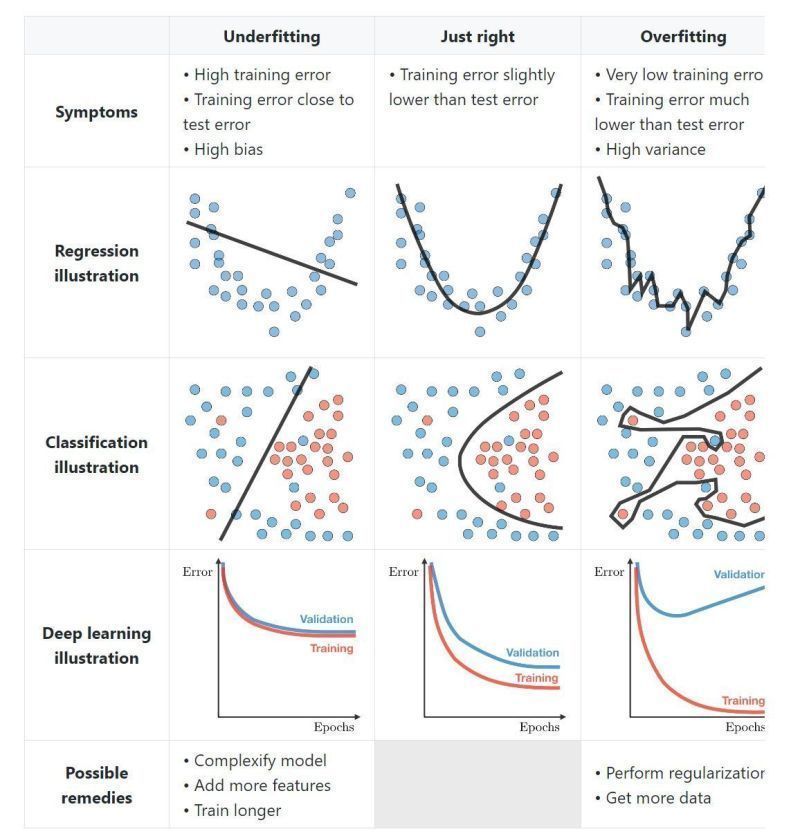 Underfitting Just right Overfitting
Symptoms
• High training error
• Training error close to
test error
• High bias
• Training error slightly
lower than test error
• Very low training erro
• Training error much
lower than test error
• High variance
Regression
illustration
Classification
illustration
Deep learning
illustration
Error
Validation
Training
Epochs
Error
Validation
Training
Epochs
Error
Validation
Training
Epochs
Possible
remedies
• Complexify model
• Add more features
• Train longer
• Perform regularization
• Get more data